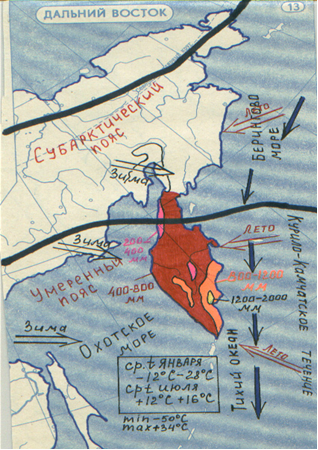 ДАЛЬНИЙ ВОСТОК
13
СУБАРКТИЧЕСКИЙ
ПОЯС
ЛЕТО
БЕРИНГОВО
МОРЕ
Зима
200
400
ММ
Зима
ЛЕТО
УМЕРЕННЫЙ
ПОЯС
400-800
ММ
800-1200
ММ
1200-2000
ММ
КУРИЛО-КАМЧАТСКОЕ
ТЕЧЕНИЕ
Зима
ОХОТСКОЕ
МОРЕ
ЛЕТО
ТИХИЙ ОКЕАН
СР. t ЯНВАРЯ
-12°C-28°C
СР t ИЮЛЯ
+12°C +16°C
min-50°C
max+34°C